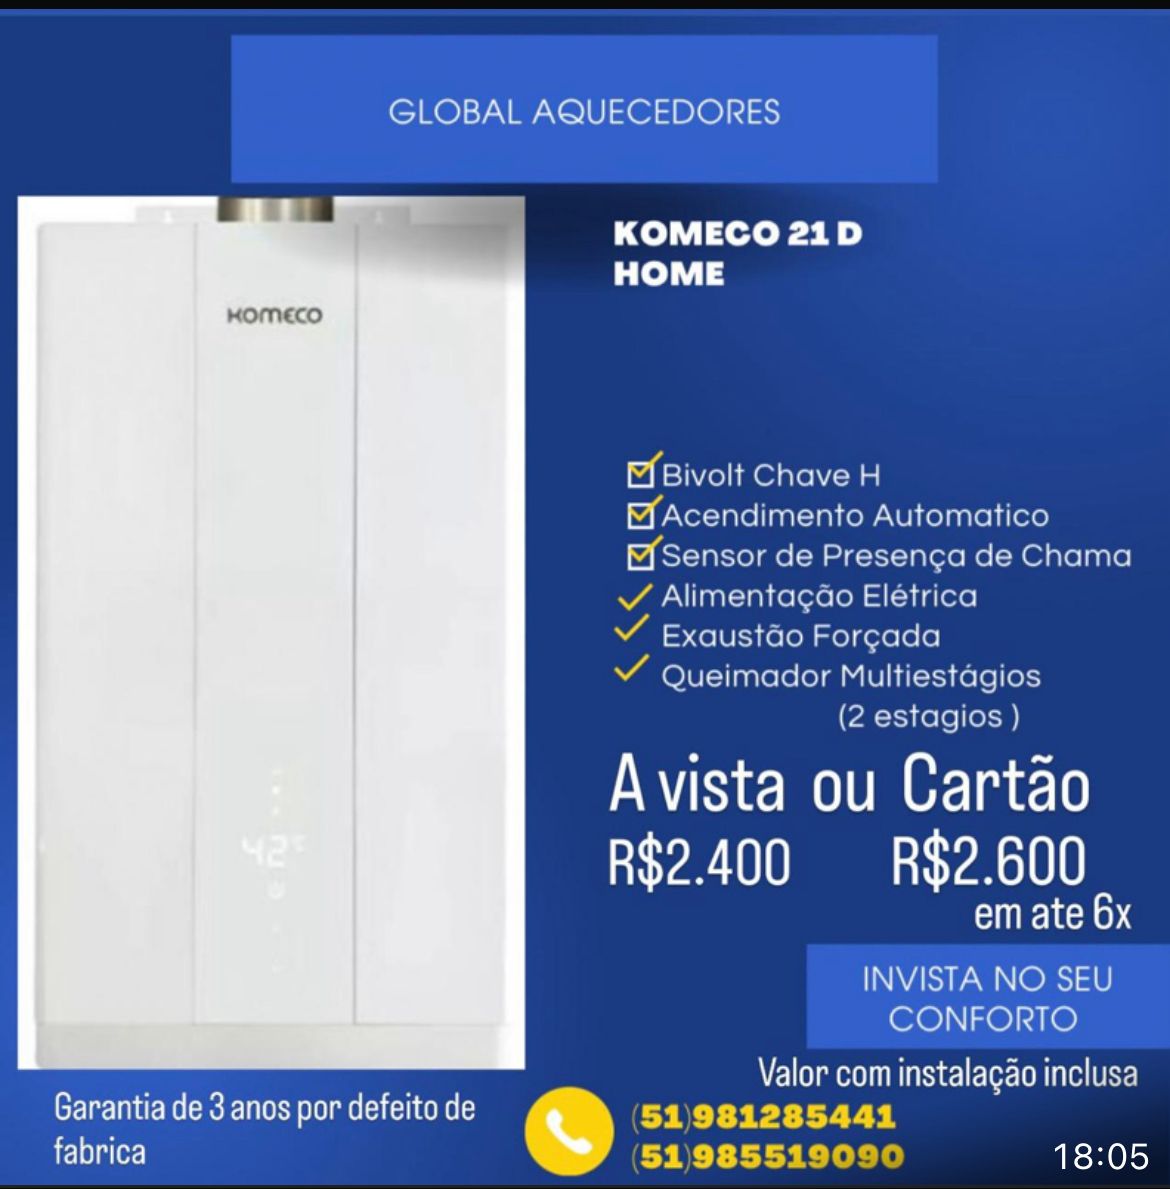 GLOBAL AQUECEDORES
KOMECO
KOMECO 21 D
HOME
Bivolt Chave H
Acendimento Automatico
Sensor de Presença de Chama
Alimentação Elétrica
Exaustão Forçada
Queimador Multiestágios
(2 estagios )
A vista ou Cartão
R$2.400 R$2.600
em ate 6x
42°c
INVISTA NO SEU
CONFORTO
Valor com instalação inclusa
Garantia de 3 anos por defeito de
fabrica
(51)981285441
(51)985519090
18:05